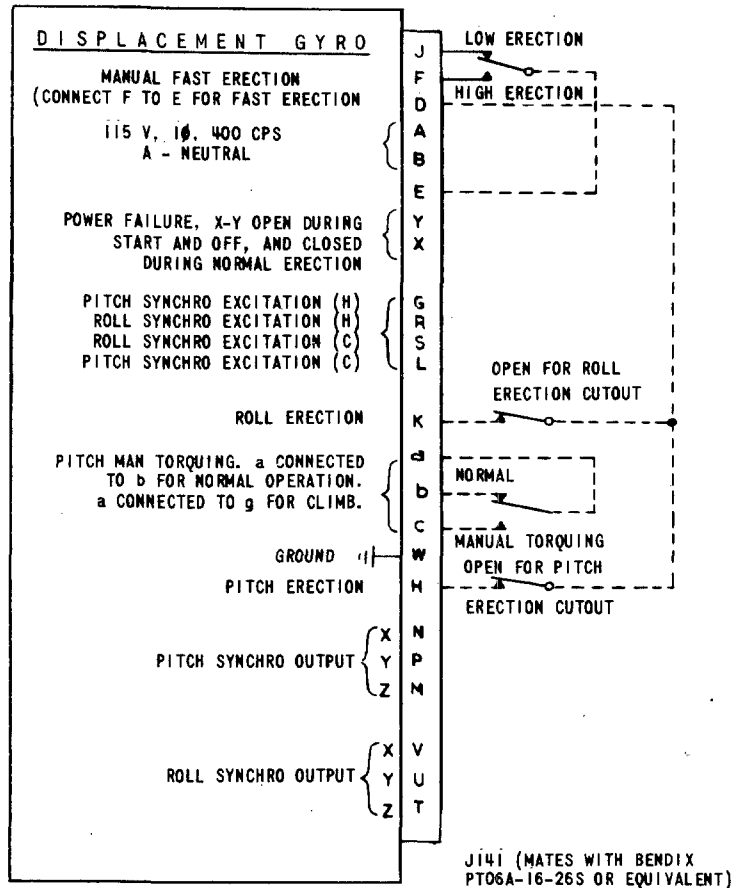 DISPLACEMENT GYRO
MANUAL FAST ERECTION
(CONNECT F TO E FOR FAST ERECTION
115 V, 1ø, 400 CPS
A - NEUTRAL
POWER FAILURE, X-Y OPEN DURING
START AND OFF, AND CLOSED
DURING NORMAL ERECTION
PITCH SYNCHRO EXCITATION (H)
ROLL SYNCHRO EXCITATION (H)
ROLL SYNCHRO EXCITATION (C)
PITCH SYNCHRO EXCITATION (C)
ROLL ERECTION
PITCH MAN TORQUING. a CONNECTED
TO b FOR NORMAL OPERATION.
a CONNECTED TO g FOR CLIMB.
GROUND
PITCH ERECTION
PITCH SYNCHRO OUTPUT
X
Y
Z
ROLL SYNCHRO OUTPUT
X
Y
Z
J
F
D
A
B
E
Y
X
G
R
S
L
K
a
b
C
W
H
N
P
M
V
U
T
LOW ERECTION
HIGH ERECTION
OPEN FOR ROLL
ERECTION CUTOUT
NORMAL
MANUAL TORQUING
OPEN FOR PITCH
ERECTION CUTOUT
J141 (MATES WITH BENDIX
PT06A-16-26S OR EQUIVALENT)